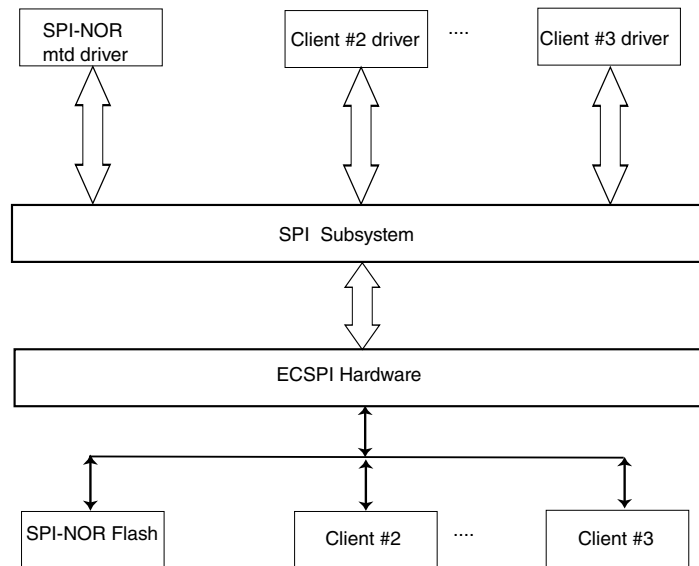 SPI-NOR
mtd driver
Client #2 driver
....
Client #3 driver
SPI Subsystem
ECSPI Hardware
SPI-NOR Flash
Client #2
....
Client #3